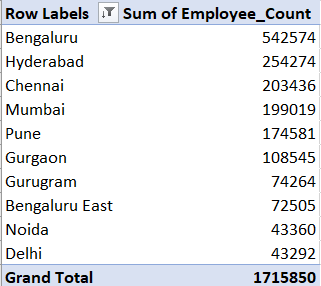 Row Labels Sum of Employee_Count
Bengaluru 542574
Hyderabad 254274
Chennai 203436
Mumbai 199019
Pune 174581
Gurgaon 108545
Gurugram 74264
Bengaluru East 72505
Noida 43360
Delhi 43292
Grand Total 1715850